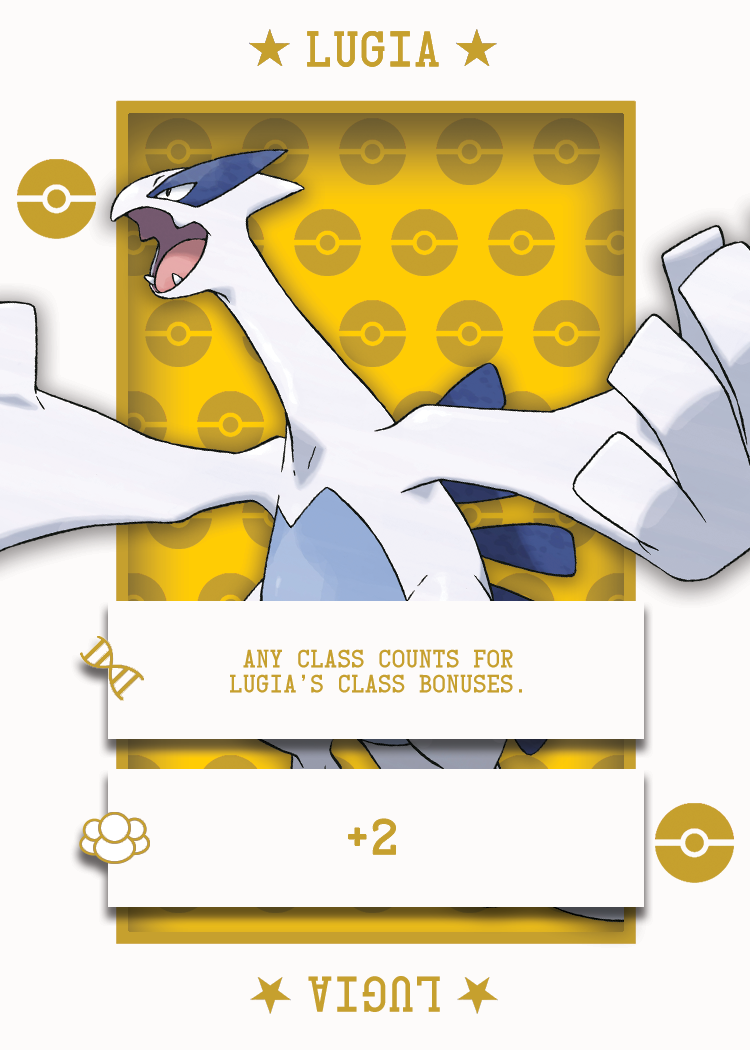 ★ LUGIA ★
ANY CLASS COUNTS FOR
LUGIA'S CLASS BONUSES.
+2
★ LUGIA ★